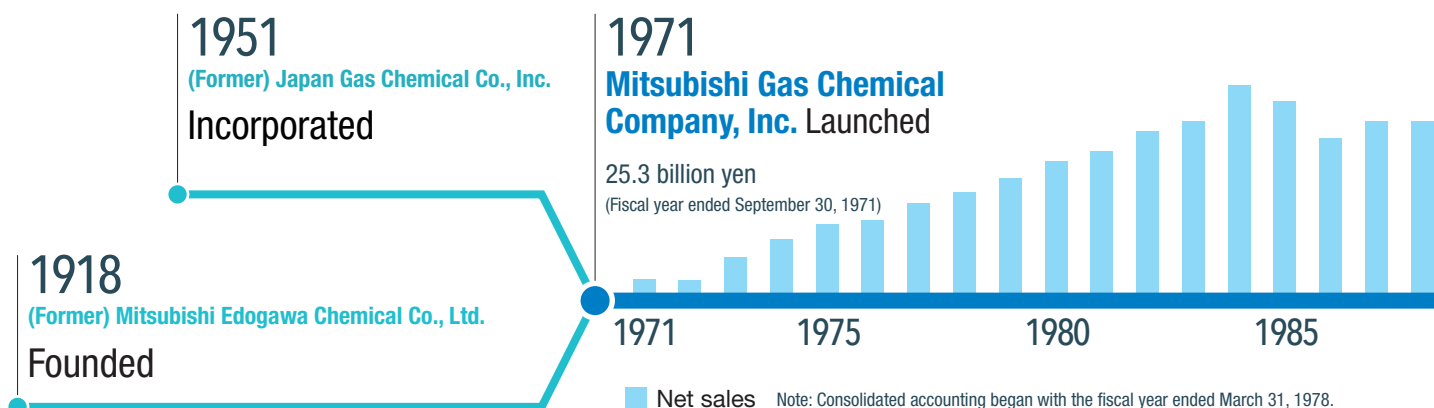 1951
(Former) Japan Gas Chemical Co., Inc.
Incorporated
1918
(Former) Mitsubishi Edogawa Chemical Co., Ltd.
Founded
1971
Mitsubishi Gas Chemical
Company, Inc. Launched
25.3 billion yen
(Fiscal year ended September 30, 1971)
1971 1975 1980 1985
Net sales Note: Consolidated accounting began with the fiscal year ended March 31, 1978.